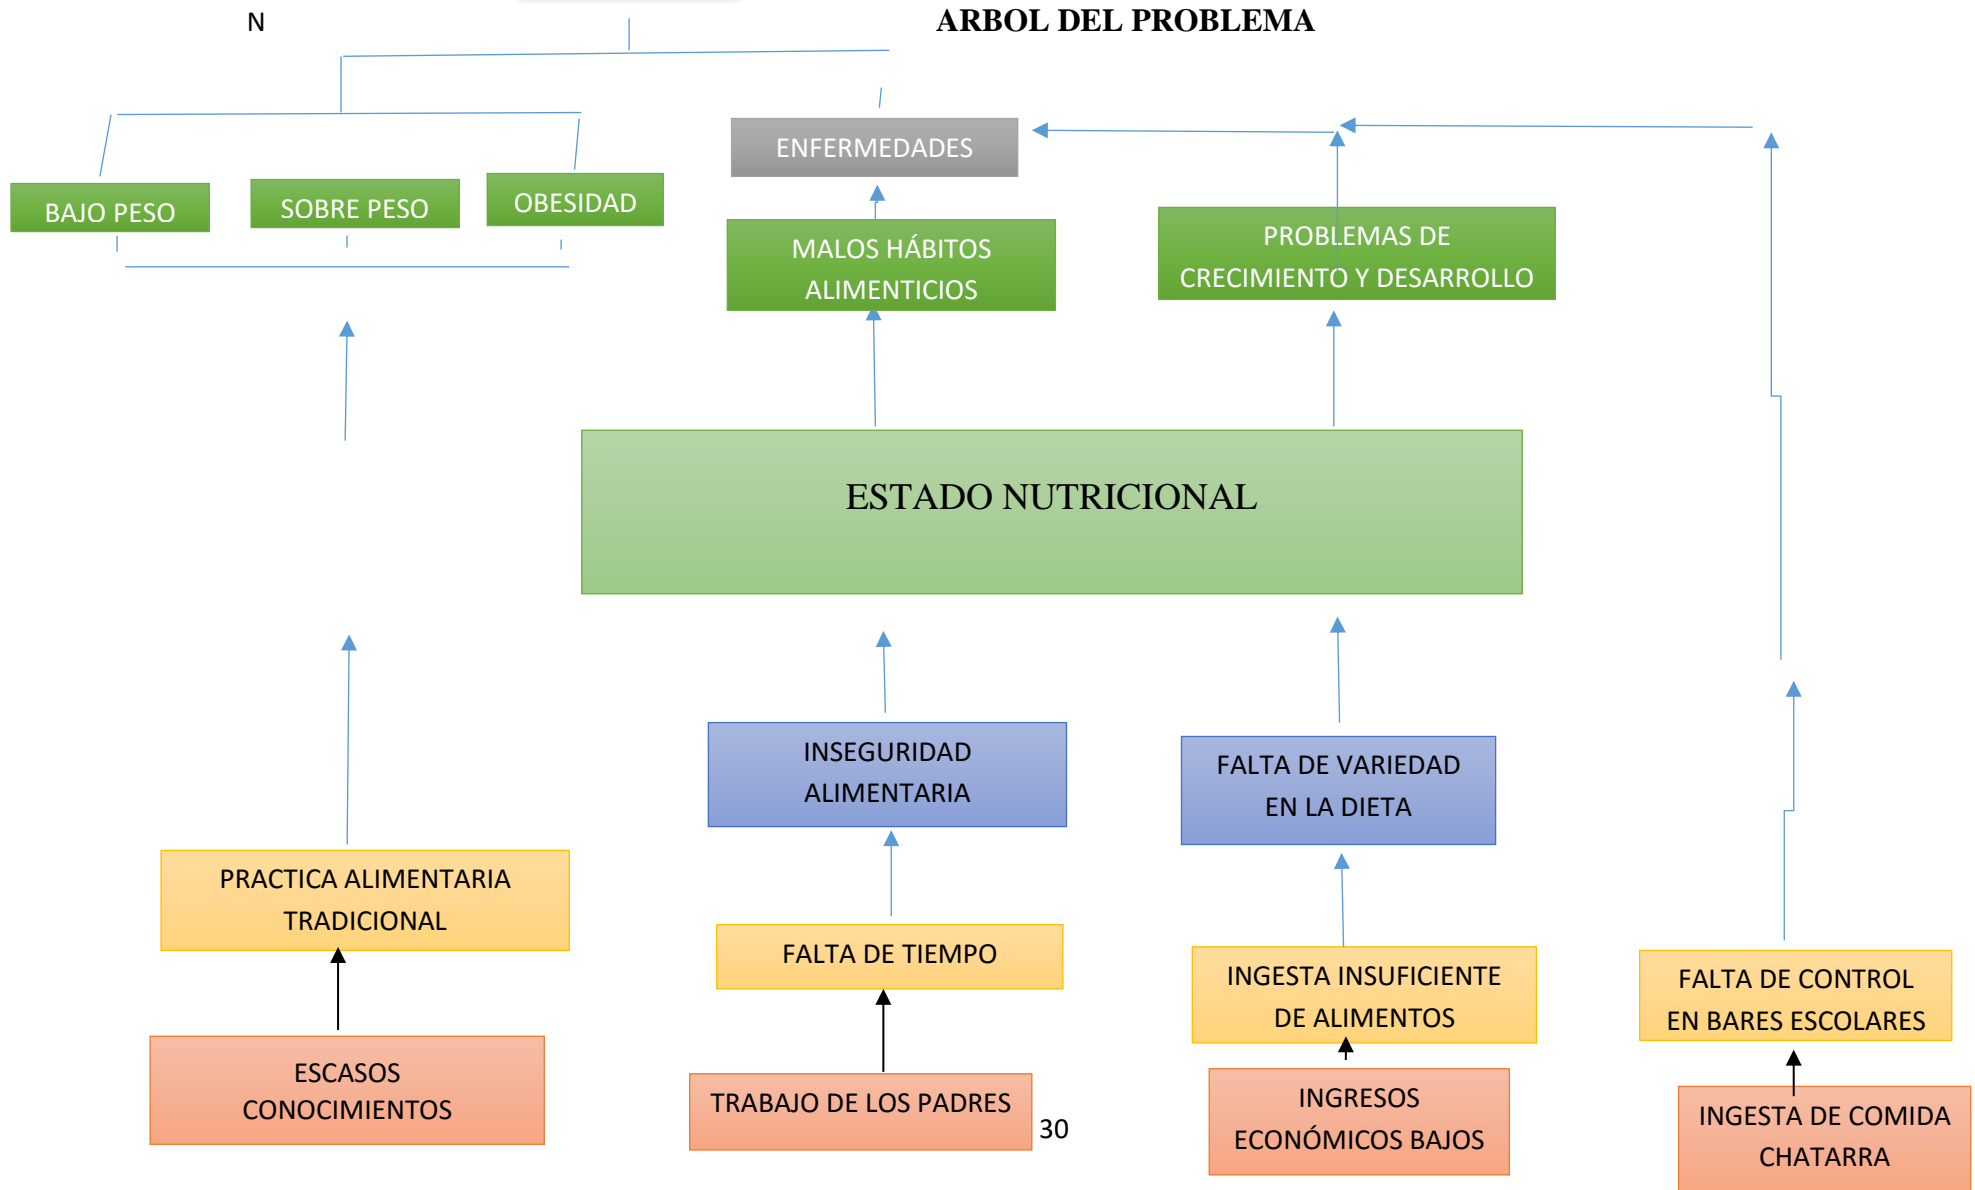 N
ARBOL DEL PROBLEMA
ENFERMEDADES
BAJO PESO
SOBRE PESO
OBESIDAD
MALOS HÁBITOS
ALIMENTICIOS
PROBLEMAS DE
CRECIMIENTO Y DESARROLLO
ESTADO NUTRICIONAL
INSEGURIDAD
ALIMENTARIA
FALTA DE VARIEDAD
EN LA DIETA
PRACTICA ALIMENTARIA
TRADICIONAL
FALTA DE TIEMPO
INGESTA INSUFICIENTE
DE ALIMENTOS
FALTA DE CONTROL
EN BARES ESCOLARES
ESCASOS
CONOCIMIENTOS
TRABAJO DE LOS PADRES
30
INGRESOS
ECONÓMICOS BAJOS
INGESTA DE COMIDA
CHATARRA